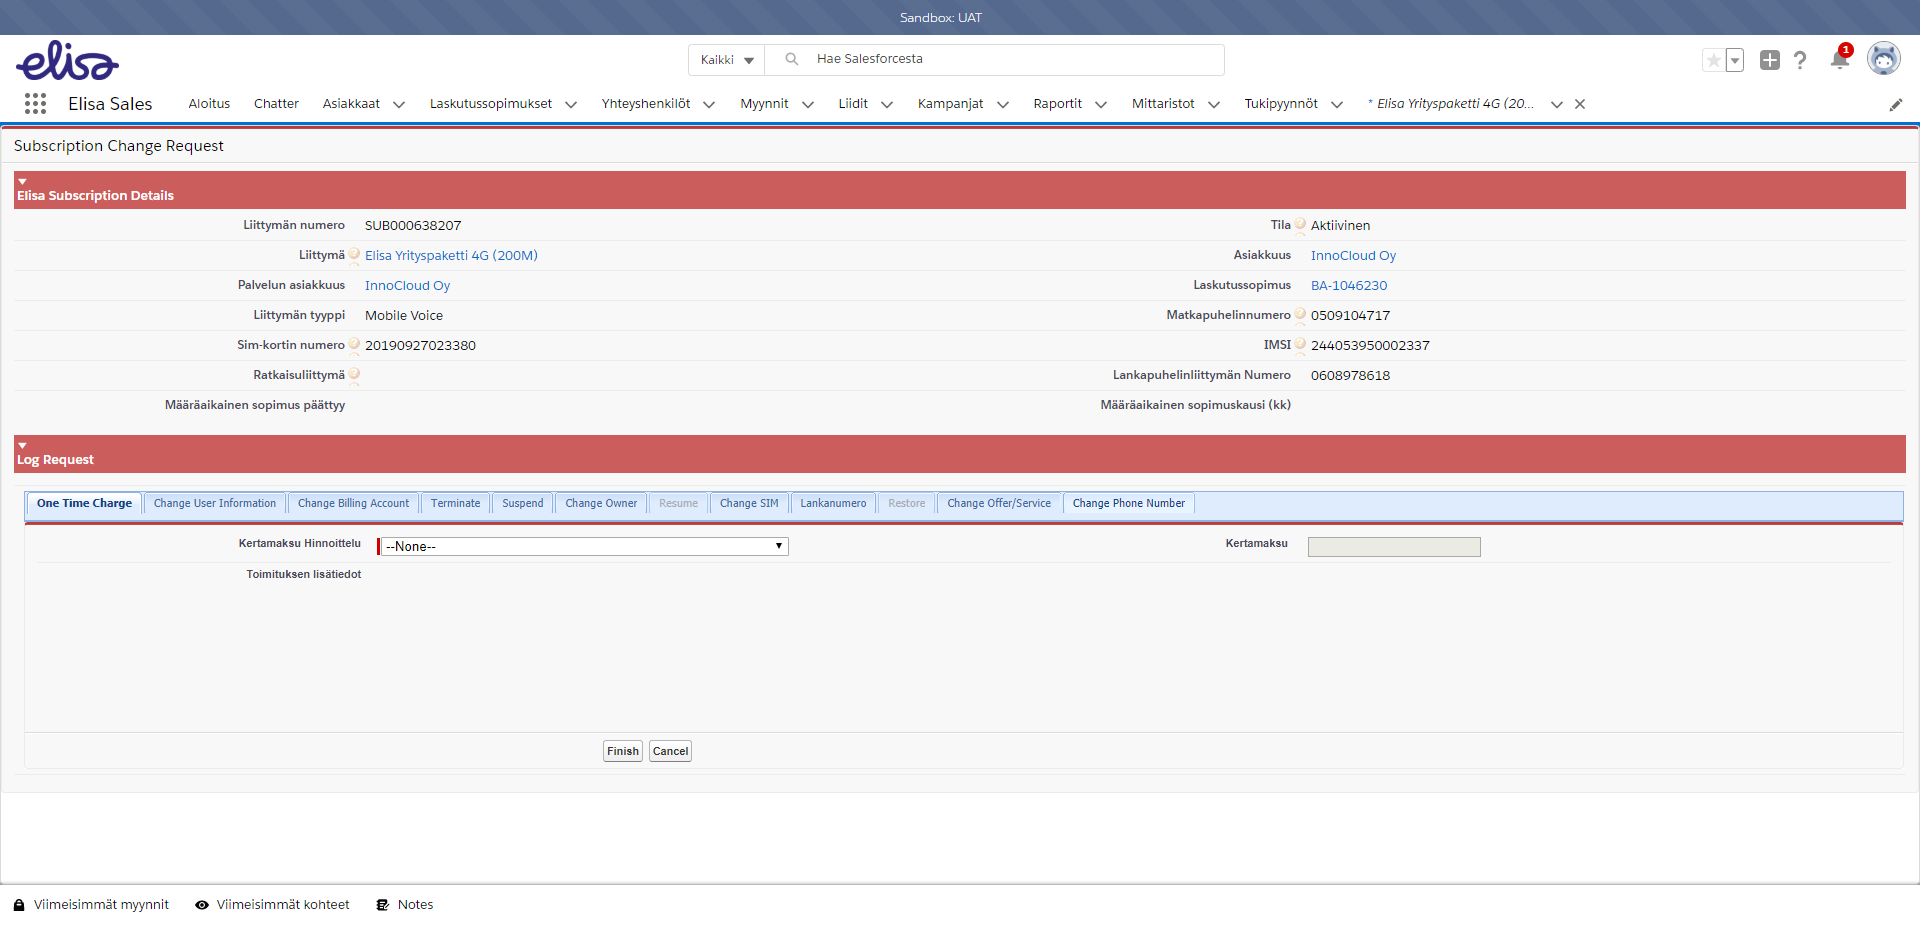 Sandbox: UAT
elisa
Kaikki
Hae Salesforcesta
1
Elisa Sales
Aloitus
Chatter
Asiakkaat
Laskutussopimukset
Yhteyshenkilöt
Myynnit
Liidit
Kampanjat
Raportit
Mittaristot
Tukipyynnöt
* Elisa Yrityspaketti 4G (20...
Subscription Change Request
Elisa Subscription Details
Liittymän numero SUB000638207
Tila Aktiivinen
Liittymä Elisa Yrityspaketti 4G (200M)
Asiakkuus InnoCloud Oy
Palvelun asiakkuus InnoCloud Oy
Laskutussopimus BA-1046230
Liittymän tyyppi Mobile Voice
Matkapuhelinnumero 0509104717
Sim-kortin numero 20190927023380
IMSI 244053950002337
Ratkaisuliittymä
Lankapuhelinliittymän Numero 0608978618
Määräaikainen sopimus päättyy
Määräaikainen sopimuskausi (kk)
Log Request
One Time Charge
Change User Information
Change Billing Account
Terminate
Suspend
Change Owner
Resume
Change SIM
Lankanumero
Restore
Change Offer/Service
Change Phone Number
Kertamaksu Hinnoittelu --None--
Kertamaksu
Toimituksen lisätiedot
Finish
Cancel
Viimeisimmät myynnit
Viimeisimmät kohteet
Notes